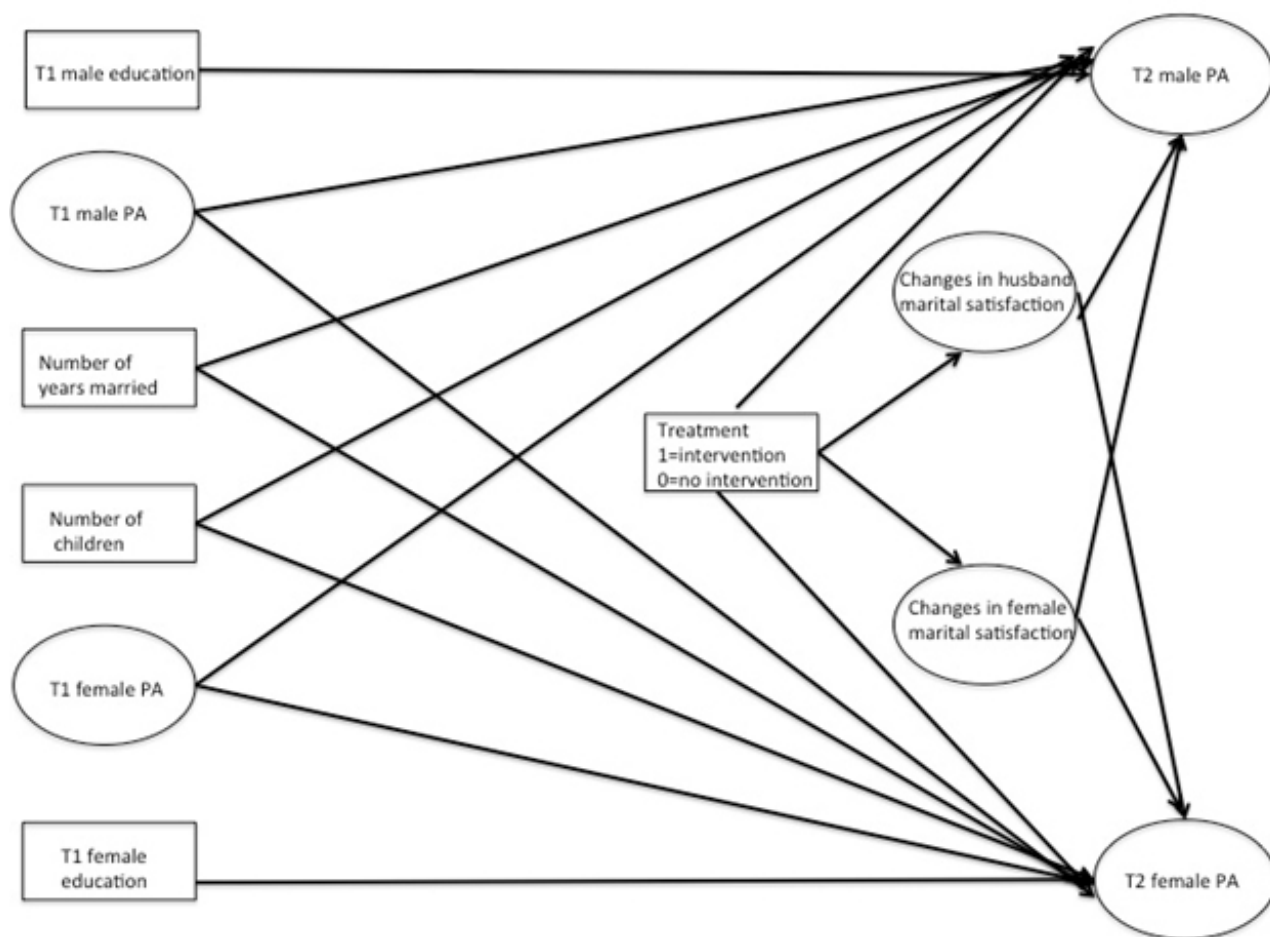 T1 male education
T2 male PA
T1 male PA
Changes in husband
marital satisfaction
Number of
years married
Treatment
1=intervention
0=no intervention
Number of
children
Changes in female
marital satisfaction
T1 female PA
T1 female
education
T2 female PA